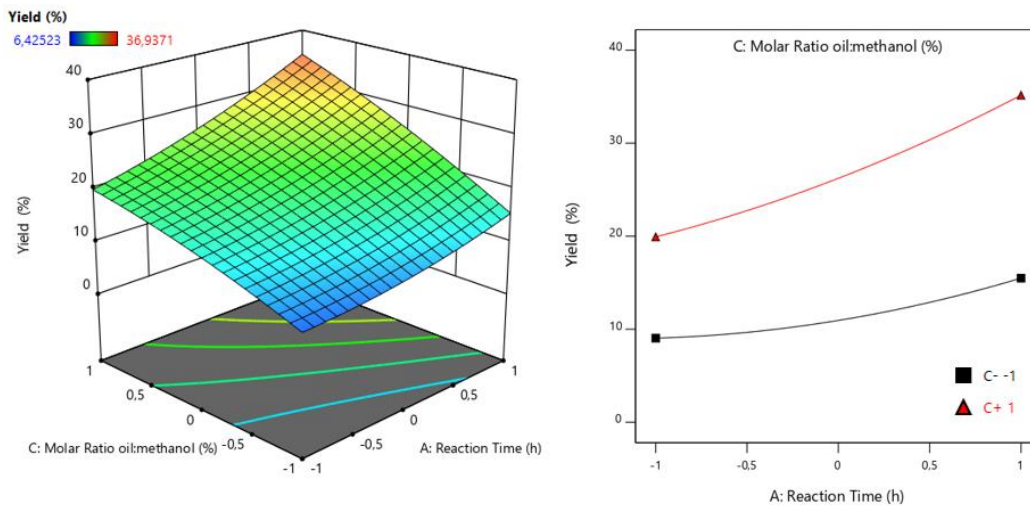 Yield (%)
6,42523 36,9371
40
30
20
10
0
Yield (%)
1
0,5
0
-0,5
-1
C: Molar Ratio oil:methanol (%)
-1
-0,5
0
0,5
1
A: Reaction Time (h)
C: Molar Ratio oil:methanol (%)
40
30
20
10
0
Yield (%)
-1 -0,5 0 0,5 1
A: Reaction Time (h)
C- -1
C+ 1